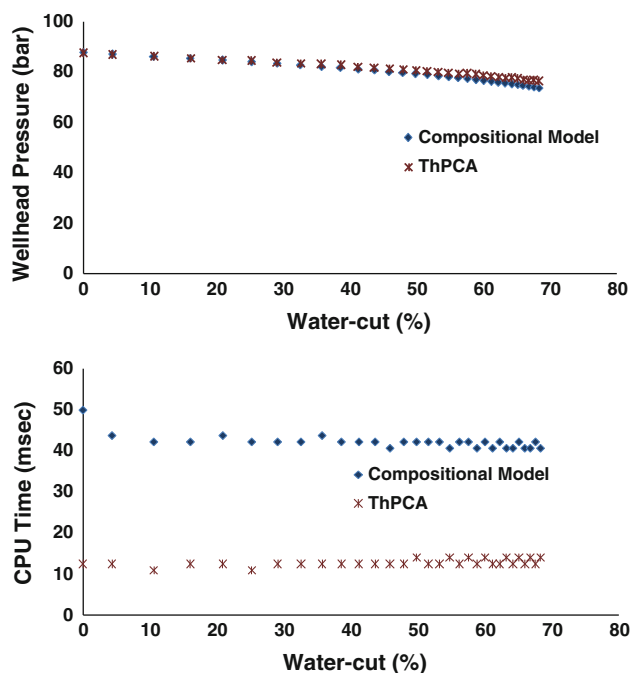 100
80
60
40
20
0
Wellhead Pressure (bar)
Compositional Model
ThPCA
0 10 20 30 40 50 60 70 80
Water-cut (%)
60
50
40
30
20
10
0
CPU Time (msec)
Compositional Model
ThPCA
0 10 20 30 40 50 60 70 80
Water-cut (%)